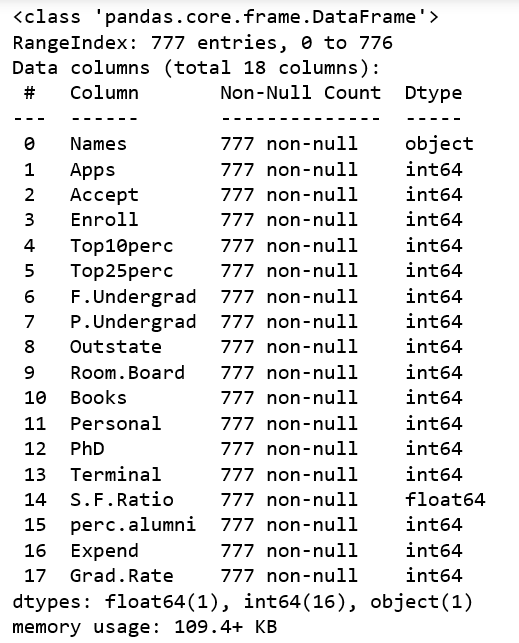 <class 'pandas.core.frame.DataFrame'>
RangeIndex: 777 entries, 0 to 776
Data columns (total 18 columns):
 #   Column       Non-Null Count  Dtype
---  ------       --------------  -----
 0   Names        777 non-null    object
 1   Apps         777 non-null    int64
 2   Accept       777 non-null    int64
 3   Enroll       777 non-null    int64
 4   Top10perc    777 non-null    int64
 5   Top25perc    777 non-null    int64
 6   F.Undergrad  777 non-null    int64
 7   P.Undergrad  777 non-null    int64
 8   Outstate     777 non-null    int64
 9   Room.Board   777 non-null    int64
 10  Books        777 non-null    int64
 11  Personal     777 non-null    int64
 12  PhD          777 non-null    int64
 13  Terminal     777 non-null    int64
 14  S.F.Ratio    777 non-null    float64
 15  perc.alumni  777 non-null    int64
 16  Expend       777 non-null    int64
 17  Grad.Rate    777 non-null    int64
dtypes: float64(1), int64(16), object(1)
memory usage: 109.4+ KB